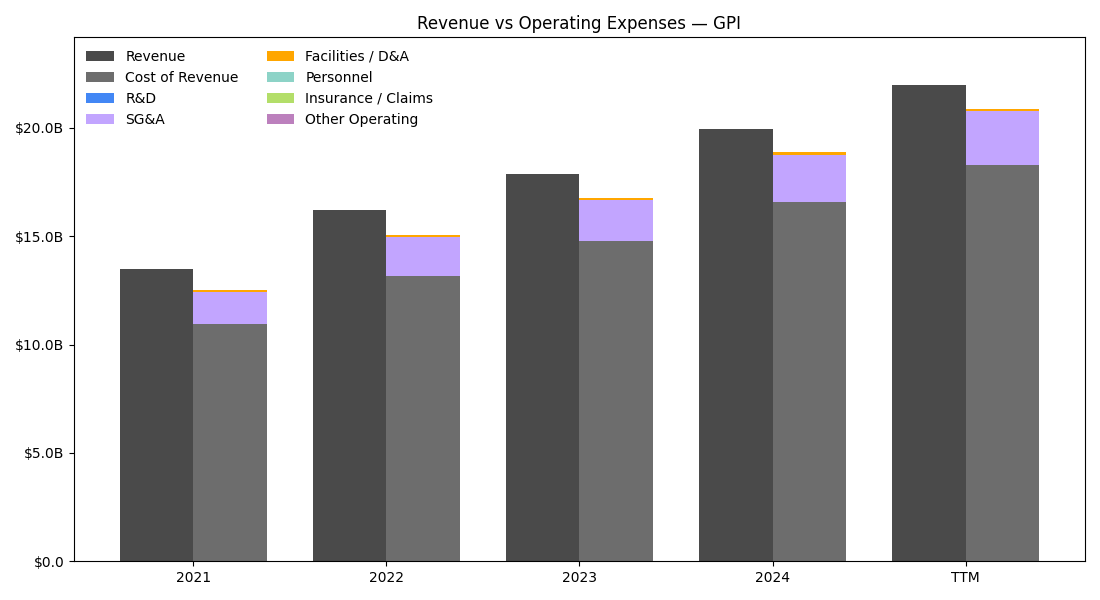 Revenue vs Operating Expenses — GPI
Revenue
Cost of Revenue
R&D
SG&A
Facilities / D&A
Personnel
Insurance / Claims
Other Operating
$20.0B
$15.0B
$10.0B
$5.0B
$0.0
2021
2022
2023
2024
TTM